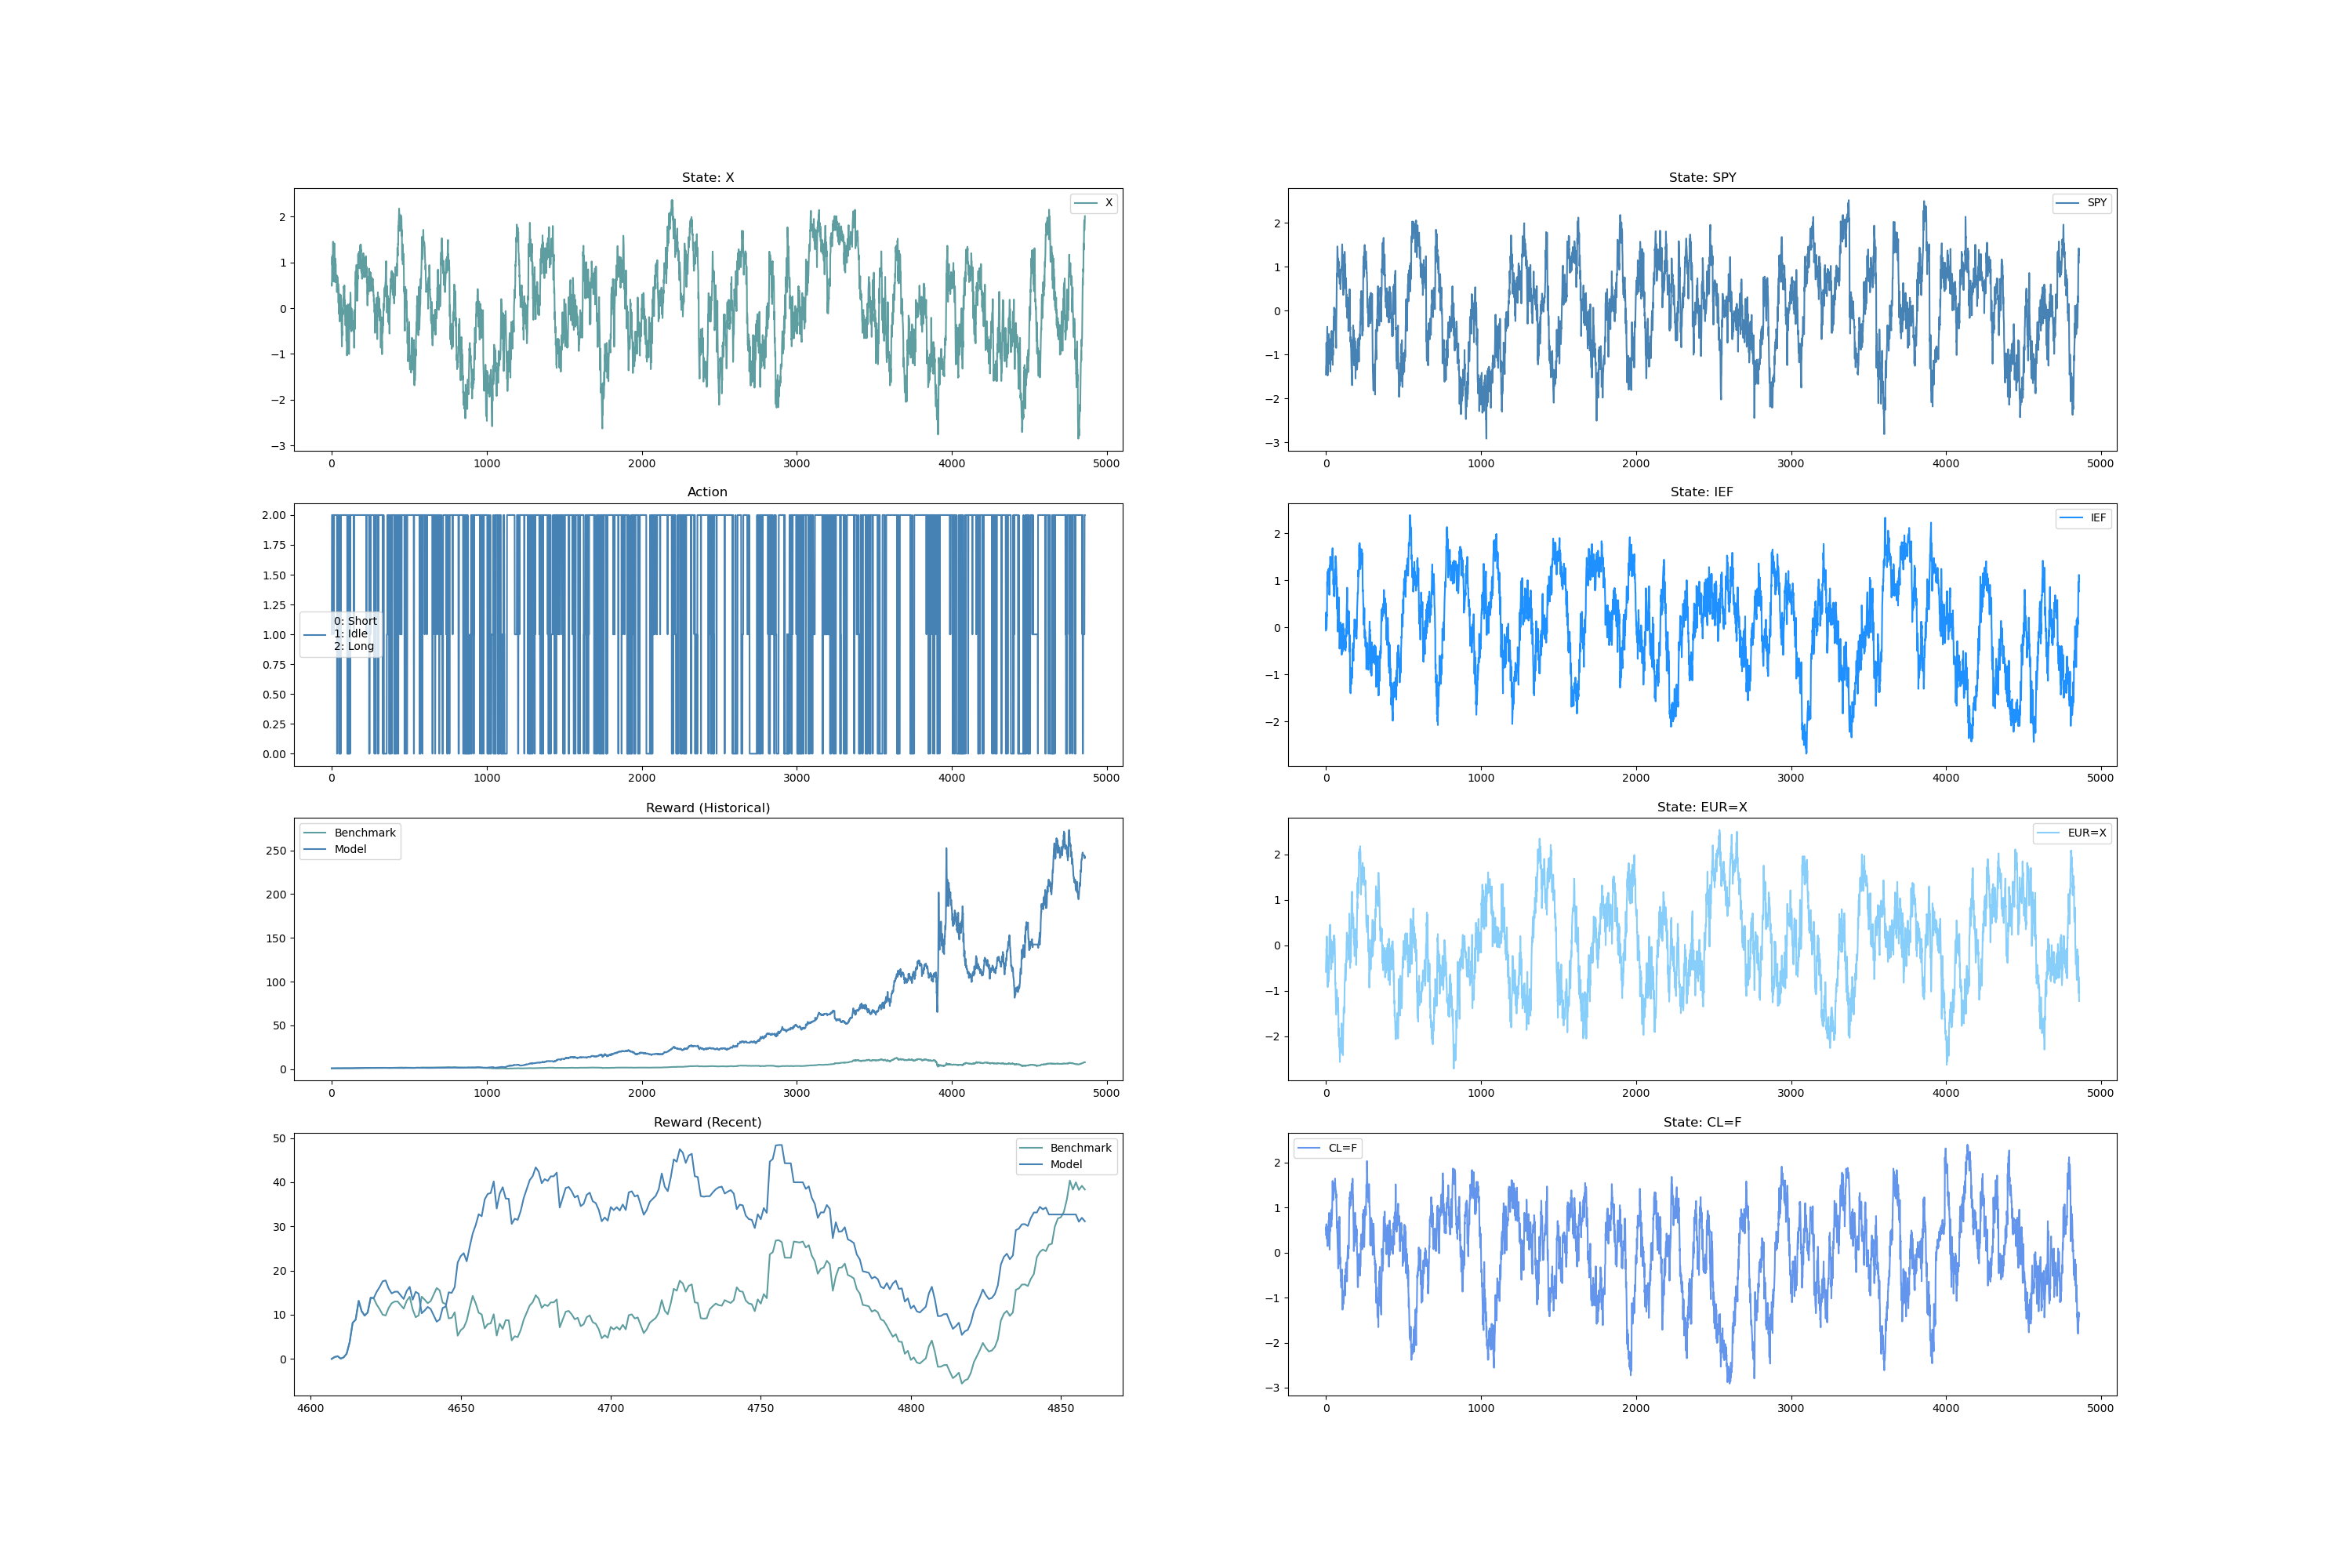 State: X
X
2
1
0
−1
−2
−3
0 1000 2000 3000 4000 5000
State: SPY
SPY
2
1
0
−1
−2
−3
0 1000 2000 3000 4000 5000
Action
2.00
1.75
1.50
1.25
1.00
0.75
0.50
0.25
0.00
0: Short
1: Idle
2: Long
0 1000 2000 3000 4000 5000
State: IEF
IEF
2
1
0
−1
−2
0 1000 2000 3000 4000 5000
Reward (Historical)
Benchmark
Model
250
200
150
100
50
0
0 1000 2000 3000 4000 5000
State: EUR=X
EUR=X
2
1
0
−1
−2
0 1000 2000 3000 4000 5000
Reward (Recent)
Benchmark
Model
50
40
30
20
10
0
4600 4650 4700 4750 4800 4850
State: CL=F
CL=F
2
1
0
−1
−2
−3
0 1000 2000 3000 4000 5000